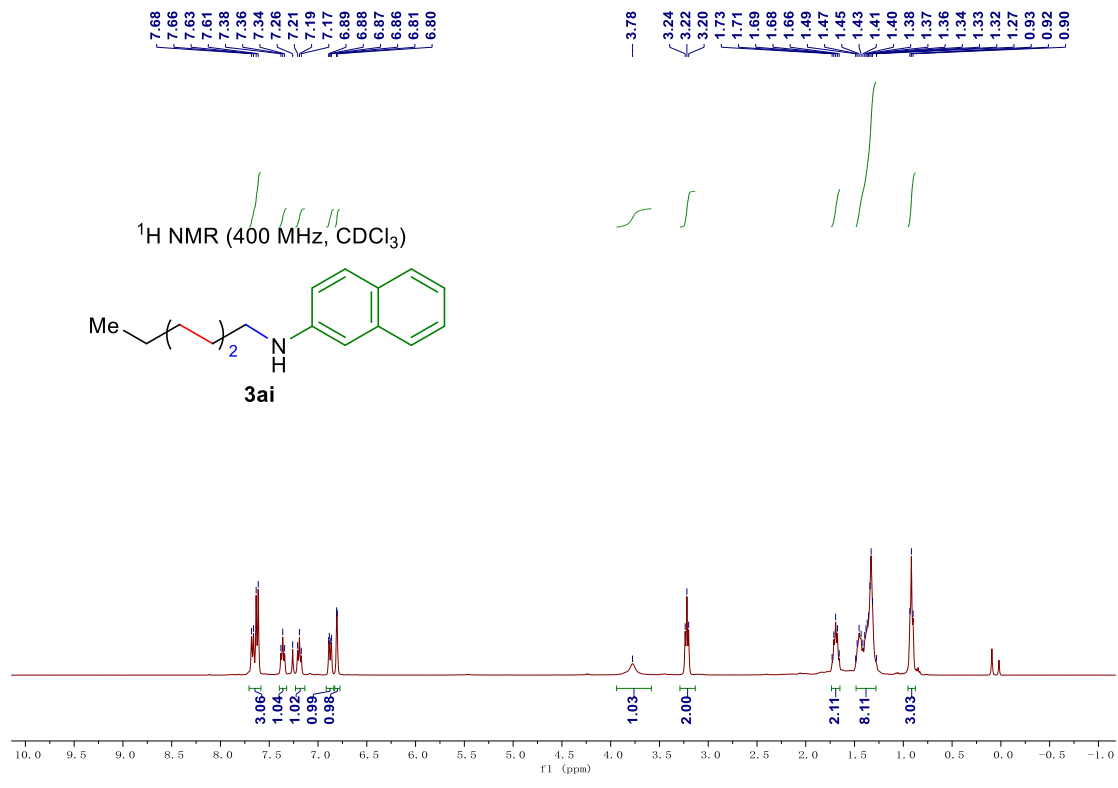 7.68 7.66 7.63 7.61 7.38 7.36 7.34 7.26 7.21 7.19 7.17 6.89 6.88 6.87 6.86 6.81 6.80 3.78 3.24 3.22 3.20 1.73 1.71 1.69 1.68 1.66 1.49 1.47 1.45 1.43 1.41 1.40 1.38 1.37 1.36 1.34 1.33 1.32 1.27 0.93 0.92 0.90
¹H NMR (400 MHz, CDCl₃)
Me
2
N
H
3ai
3.06 1.04 1.02 0.99 0.98 1.03 2.00 2.11 8.11 3.03
10.0 9.5 9.0 8.5 8.0 7.5 7.0 6.5 6.0 5.5 5.0 4.5 4.0 3.5 3.0 2.5 2.0 1.5 1.0 0.5 0.0 -0.5 -1.0
f1 (ppm)